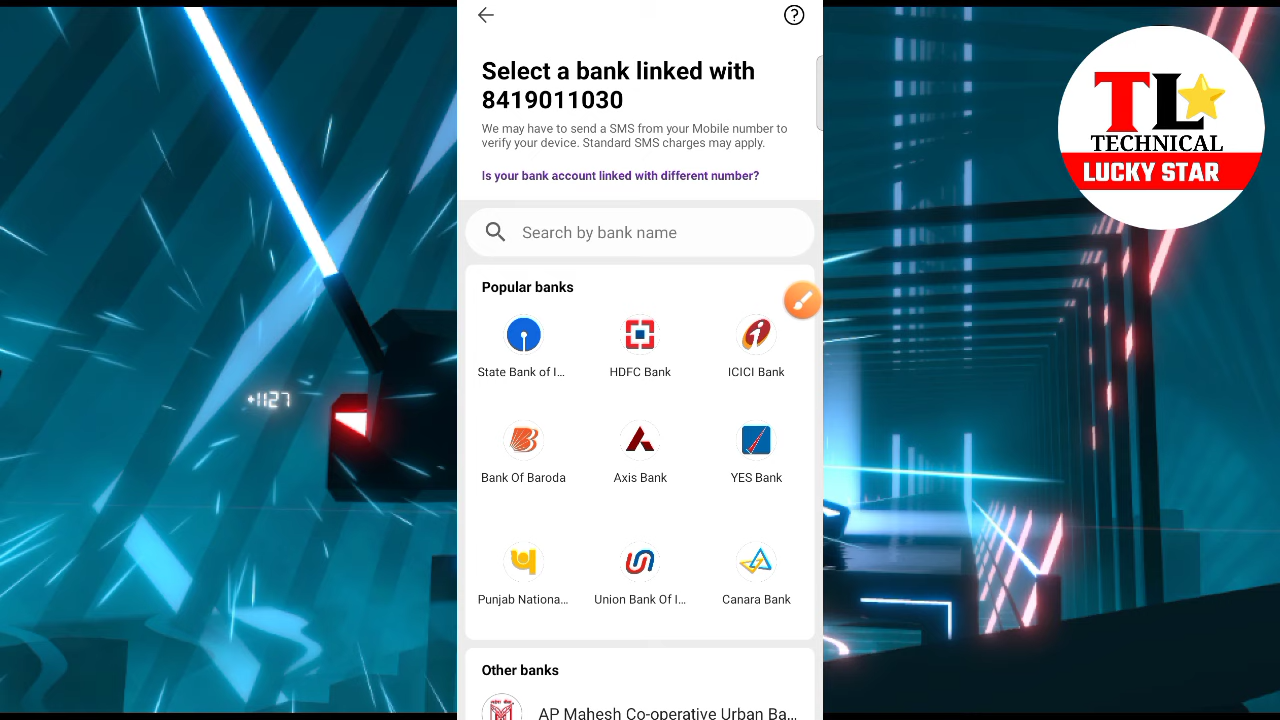 Select a bank linked with
8419011030
We may have to send a SMS from your Mobile number to
verify your device. Standard SMS charges may apply.
Is your bank account linked with different number?
Search by bank name
Popular banks
State Bank of I...
HDFC Bank
ICICI Bank
Bank Of Baroda
Axis Bank
YES Bank
Punjab Nationa...
Union Bank Of I...
Canara Bank
Other banks
AP Mahesh Co-operative Urban Ba...
+1127
TL
TECHNICAL
LUCKY STAR